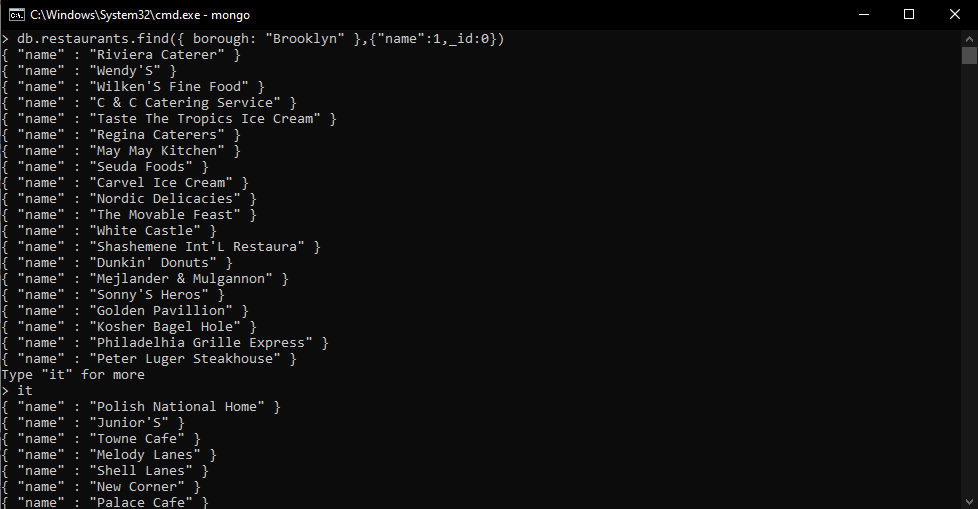 C:\Windows\System32\cmd.exe - mongo
> db.restaurants.find({ borough: "Brooklyn" },{"name":1,_id:0})
{ "name" : "Riviera Caterer" }
{ "name" : "Wendy'S" }
{ "name" : "Wilken'S Fine Food" }
{ "name" : "C & C Catering Service" }
{ "name" : "Taste The Tropics Ice Cream" }
{ "name" : "Regina Caterers" }
{ "name" : "May May Kitchen" }
{ "name" : "Seuda Foods" }
{ "name" : "Carvel Ice Cream" }
{ "name" : "Nordic Delicacies" }
{ "name" : "The Movable Feast" }
{ "name" : "White Castle" }
{ "name" : "Shashemene Int'L Restaura" }
{ "name" : "Dunkin' Donuts" }
{ "name" : "Mejlander & Mulgannon" }
{ "name" : "Sonny'S Heros" }
{ "name" : "Golden Pavillion" }
{ "name" : "Kosher Bagel Hole" }
{ "name" : "Philadelhia Grille Express" }
{ "name" : "Peter Luger Steakhouse" }
Type "it" for more
> it
{ "name" : "Polish National Home" }
{ "name" : "Junior'S" }
{ "name" : "Towne Cafe" }
{ "name" : "Melody Lanes" }
{ "name" : "Shell Lanes" }
{ "name" : "New Corner" }
{ "name" : "Palace Cafe" }